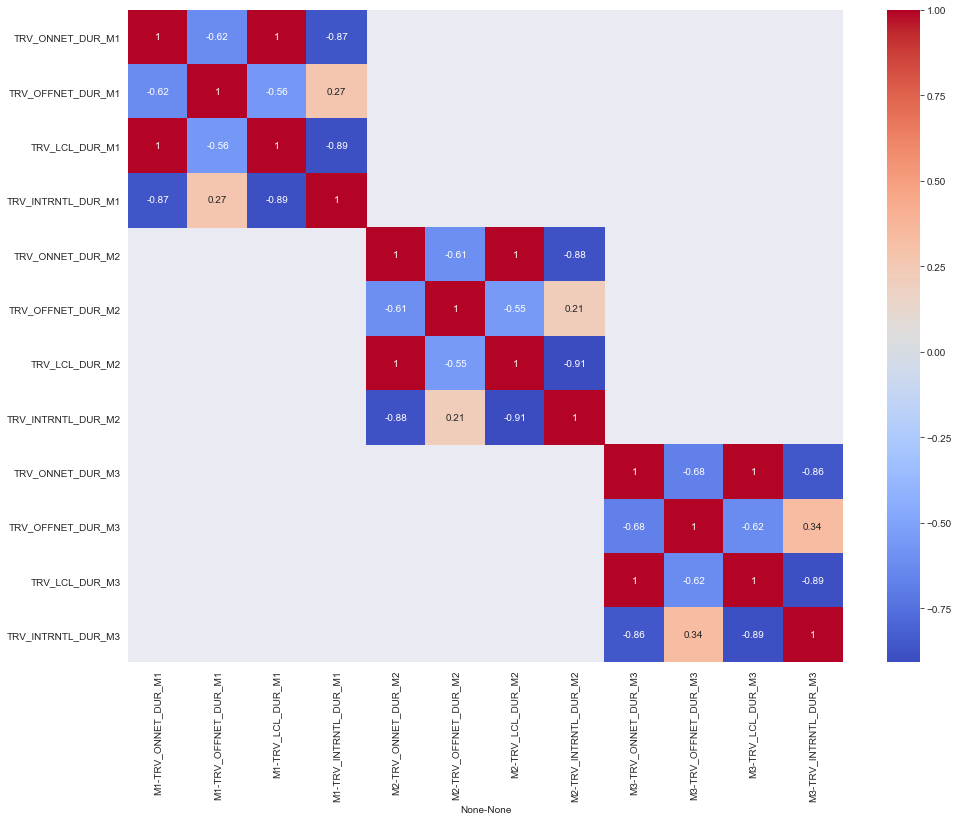 TRV_ONNET_DUR_M1 1 -0.62 1 -0.87
TRV_OFFNET_DUR_M1 -0.62 1 -0.56 0.27
TRV_LCL_DUR_M1 1 -0.56 1 -0.89
TRV_INTRNTL_DUR_M1 -0.87 0.27 -0.89 1
TRV_ONNET_DUR_M2 1 -0.61 1 -0.88
TRV_OFFNET_DUR_M2 -0.61 1 -0.55 0.21
TRV_LCL_DUR_M2 1 -0.55 1 -0.91
TRV_INTRNTL_DUR_M2 -0.88 0.21 -0.91 1
TRV_ONNET_DUR_M3 1 -0.68 1 -0.86
TRV_OFFNET_DUR_M3 -0.68 1 -0.62 0.34
TRV_LCL_DUR_M3 1 -0.62 1 -0.89
TRV_INTRNTL_DUR_M3 -0.86 0.34 -0.89 1
M1-TRV_ONNET_DUR_M1
M1-TRV_OFFNET_DUR_M1
M1-TRV_LCL_DUR_M1
M1-TRV_INTRNTL_DUR_M1
M2-TRV_ONNET_DUR_M2
M2-TRV_OFFNET_DUR_M2
M2-TRV_LCL_DUR_M2
M2-TRV_INTRNTL_DUR_M2
M3-TRV_ONNET_DUR_M3
M3-TRV_OFFNET_DUR_M3
M3-TRV_LCL_DUR_M3
M3-TRV_INTRNTL_DUR_M3
None-None
1.00
0.75
0.50
0.25
0.00
−0.25
−0.50
−0.75